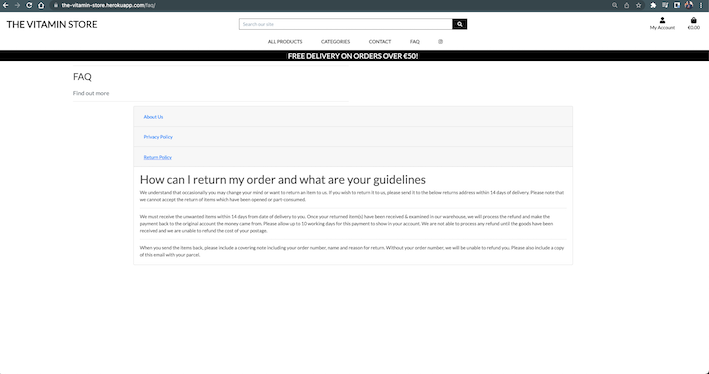 the-vitamin-store.herokuapp.com/faq/
THE VITAMIN STORE
Search our site
My Account
€0.00
ALL PRODUCTS
CATEGORIES
CONTACT
FAQ
FREE DELIVERY ON ORDERS OVER €50!
FAQ
Find out more
About Us
Privacy Policy
Return Policy
How can I return my order and what are your guidelines
We understand that occasionally you may change your mind or want to return an item to us. If you wish to return it to us, please send it to the below returns address within 14 days of delivery. Please note that
we cannot accept the return of items which have been opened or part-consumed.
We must receive the unwanted items within 14 days from date of delivery to you. Once your returned item(s) have been received & examined in our warehouse, we will process the refund and make the
payment back to the original account the money came from. Please allow up to 10 working days for this payment to show in your account. We are not able to process any refund until the goods have been
received and we are unable to refund the cost of your postage.
When you send the items back, please include a covering note including your order number, name and reason for return. Without your order number, we will be unable to refund you. Please also include a copy
of this email with your parcel.